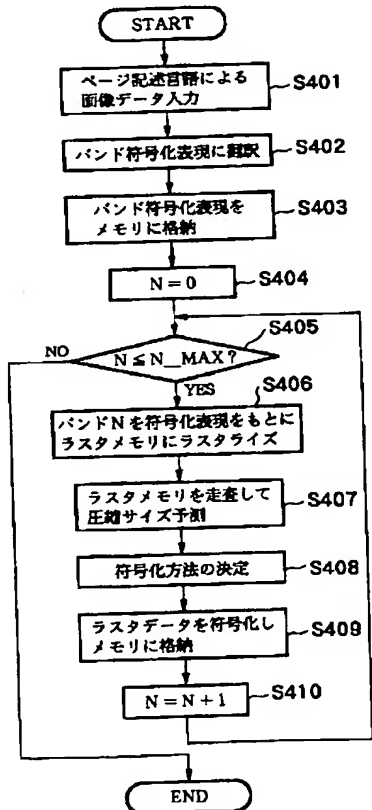 START
ページ記述言語による
画像データ入力
S401
バンド符号化表現に翻訳
S402
バンド符号化表現を
メモリに格納
S403
N = 0
S404
N ≦ N_MAX ?
S405
NO
YES
バンドNを符号表現をもとに
ラスタメモリにラスタライズ
S406
ラスタメモリを走査して
圧縮サイズ予測
S407
符号化方法の決定
S408
ラスタデータを符号化し
メモリに格納
S409
N = N + 1
S410
END